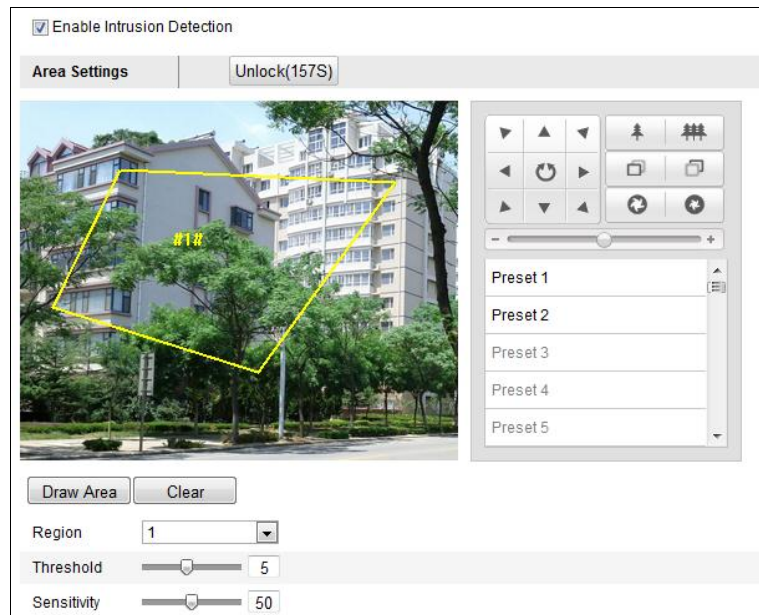 Enable Intrusion Detection
Area Settings
Unlock(157S)
#1#
Preset 1
Preset 2
Preset 3
Preset 4
Preset 5
Draw Area
Clear
Region 1
Threshold 5
Sensitivity 50